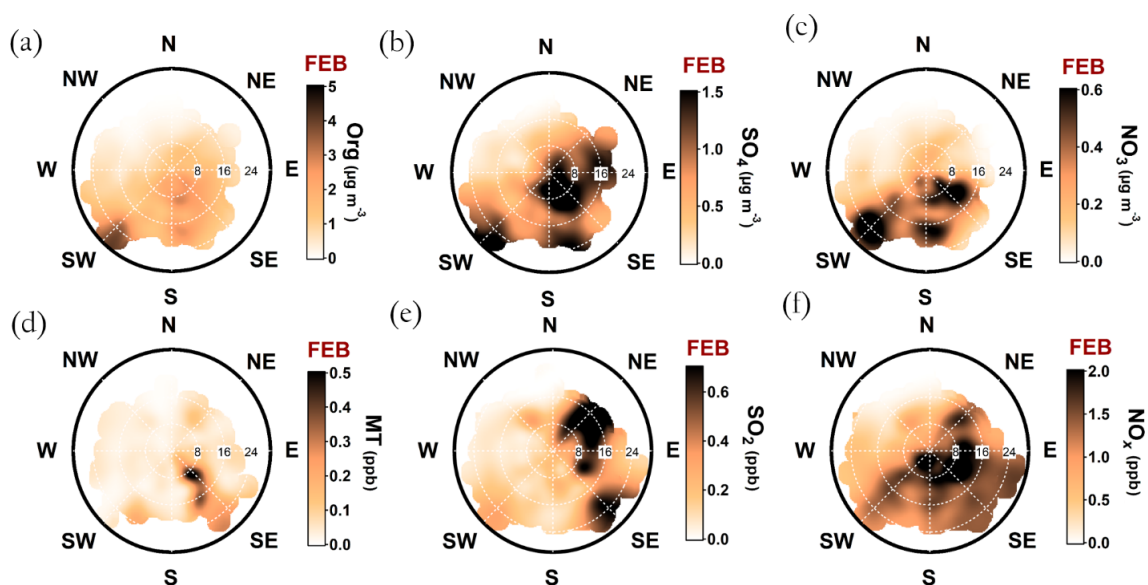 (a)
N
NW
NE
W
E
SW
SE
S
8 16 24
FEB
5
4
3
2
1
0
Org (μg m⁻³)
(b)
N
NW
NE
W
E
SW
SE
S
8 16 24
FEB
1.5
1.0
0.5
0.0
SO₄ (μg m⁻³)
(c)
N
NW
NE
W
E
SW
SE
S
8 16 24
FEB
0.6
0.4
0.2
0.0
NO₃ (μg m⁻³)
(d)
N
NW
NE
W
E
SW
SE
S
8 16 24
FEB
0.5
0.4
0.3
0.2
0.1
0.0
MT (ppb)
(e)
N
NW
NE
W
E
SW
SE
S
8 16 24
FEB
0.6
0.4
0.2
0.0
SO₂ (ppb)
(f)
N
NW
NE
W
E
SW
SE
S
8 16 24
FEB
2.0
1.5
1.0
0.5
0.0
NOₓ (ppb)